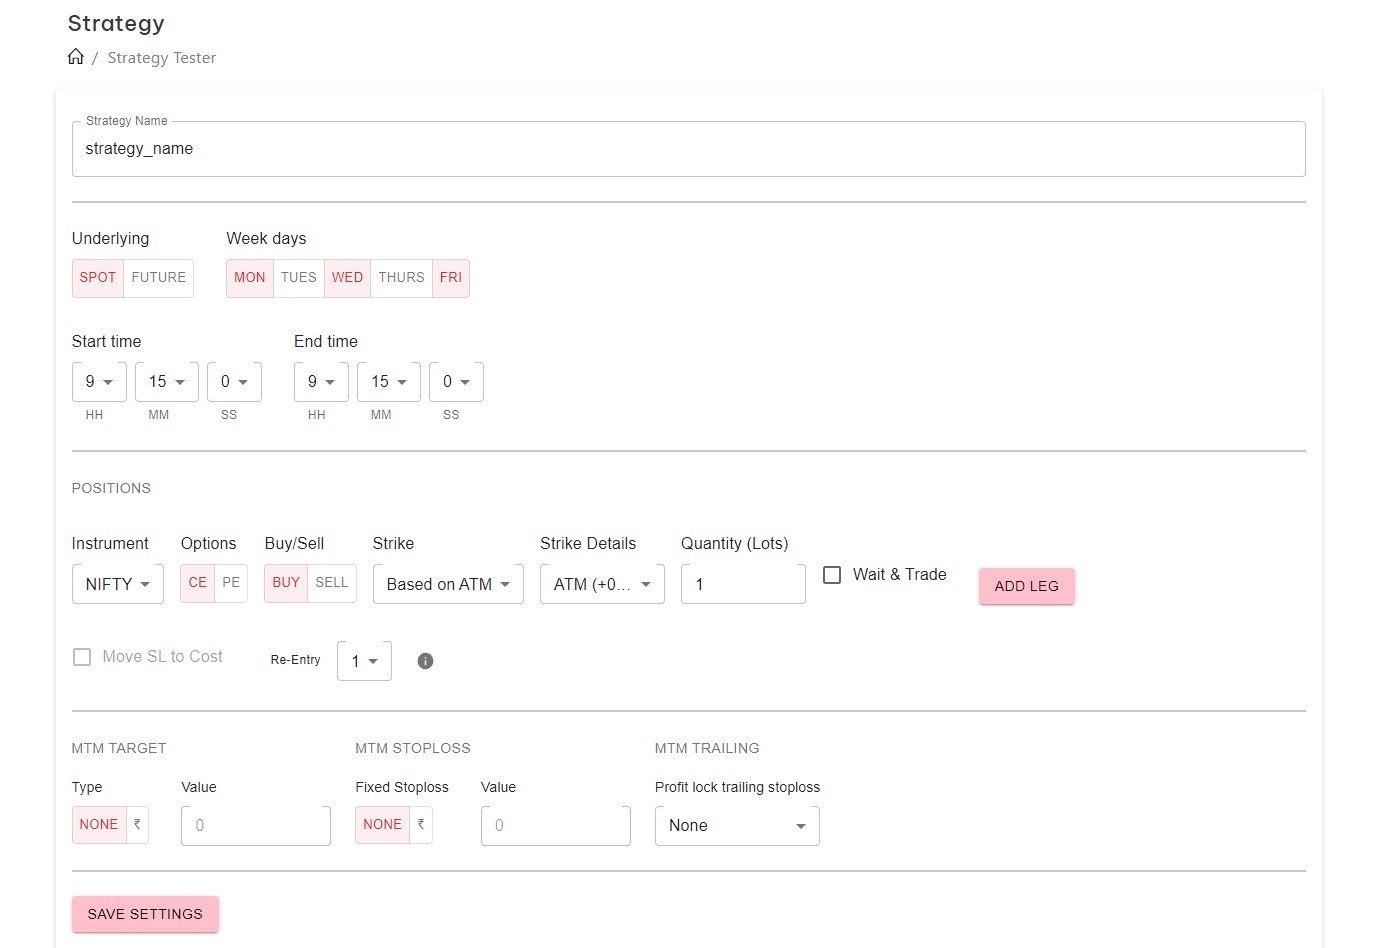 Strategy
/ Strategy Tester
Strategy Name
strategy_name
Underlying Week days
SPOT FUTURE MON TUES WED THURS FRI
Start time End time
9 15 0 9 15 0
HH MM SS HH MM SS
POSITIONS
Instrument Options Buy/Sell Strike Strike Details Quantity (Lots)
NIFTY CE PE BUY SELL Based on ATM ATM (+0... 1 Wait & Trade ADD LEG
Move SL to Cost Re-Entry 1
MTM TARGET MTM STOPLOSS MTM TRAILING
Type Value Fixed Stoploss Value Profit lock trailing stoploss
NONE ₹ 0 NONE ₹ 0 None
SAVE SETTINGS